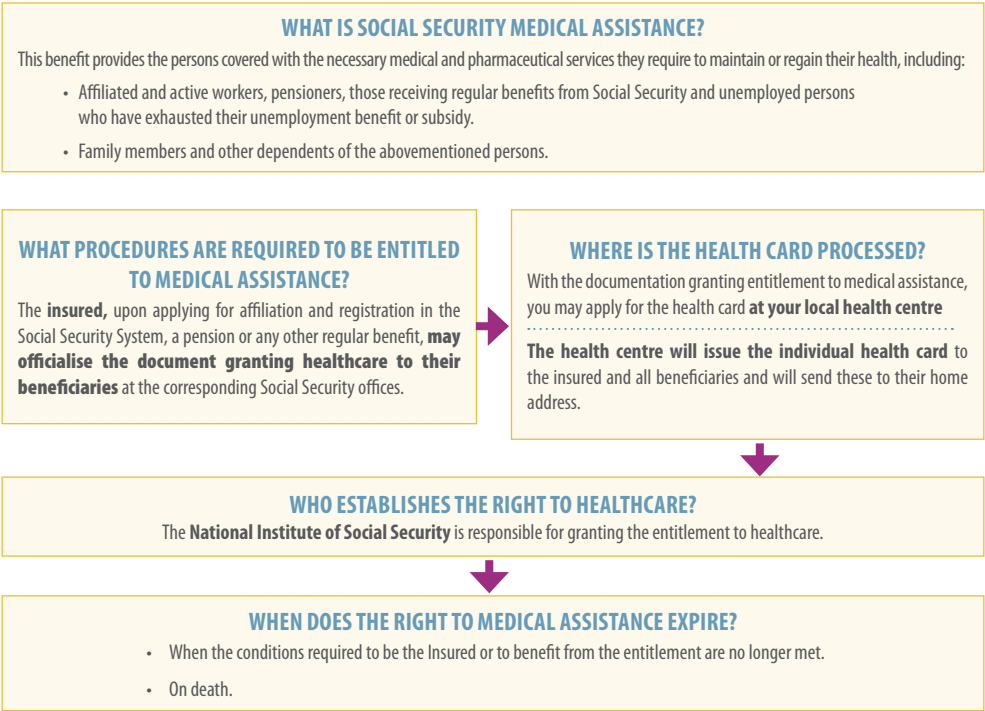 WHAT IS SOCIAL SECURITY MEDICAL ASSISTANCE?
This benefit provides the persons covered with the necessary medical and pharmaceutical services they require to maintain or regain their health, including:
• Affiliated and active workers, pensioners, those receiving regular benefits from Social Security and unemployed persons
who have exhausted their unemployment benefit or subsidy.
• Family members and other dependents of the abovementioned persons.
WHAT PROCEDURES ARE REQUIRED TO BE ENTITLED
TO MEDICAL ASSISTANCE?
The insured, upon applying for affiliation and registration in the
Social Security System, a pension or any other regular benefit, may
officialise the document granting healthcare to their
beneficiaries at the corresponding Social Security offices.
WHERE IS THE HEALTH CARD PROCESSED?
With the documentation granting entitlement to medical assistance,
you may apply for the health card at your local health centre
The health centre will issue the individual health card to
the insured and all beneficiaries and will send these to their home
address.
WHO ESTABLISHES THE RIGHT TO HEALTHCARE?
The National Institute of Social Security is responsible for granting the entitlement to healthcare.
WHEN DOES THE RIGHT TO MEDICAL ASSISTANCE EXPIRE?
• When the conditions required to be the Insured or to benefit from the entitlement are no longer met.
• On death.